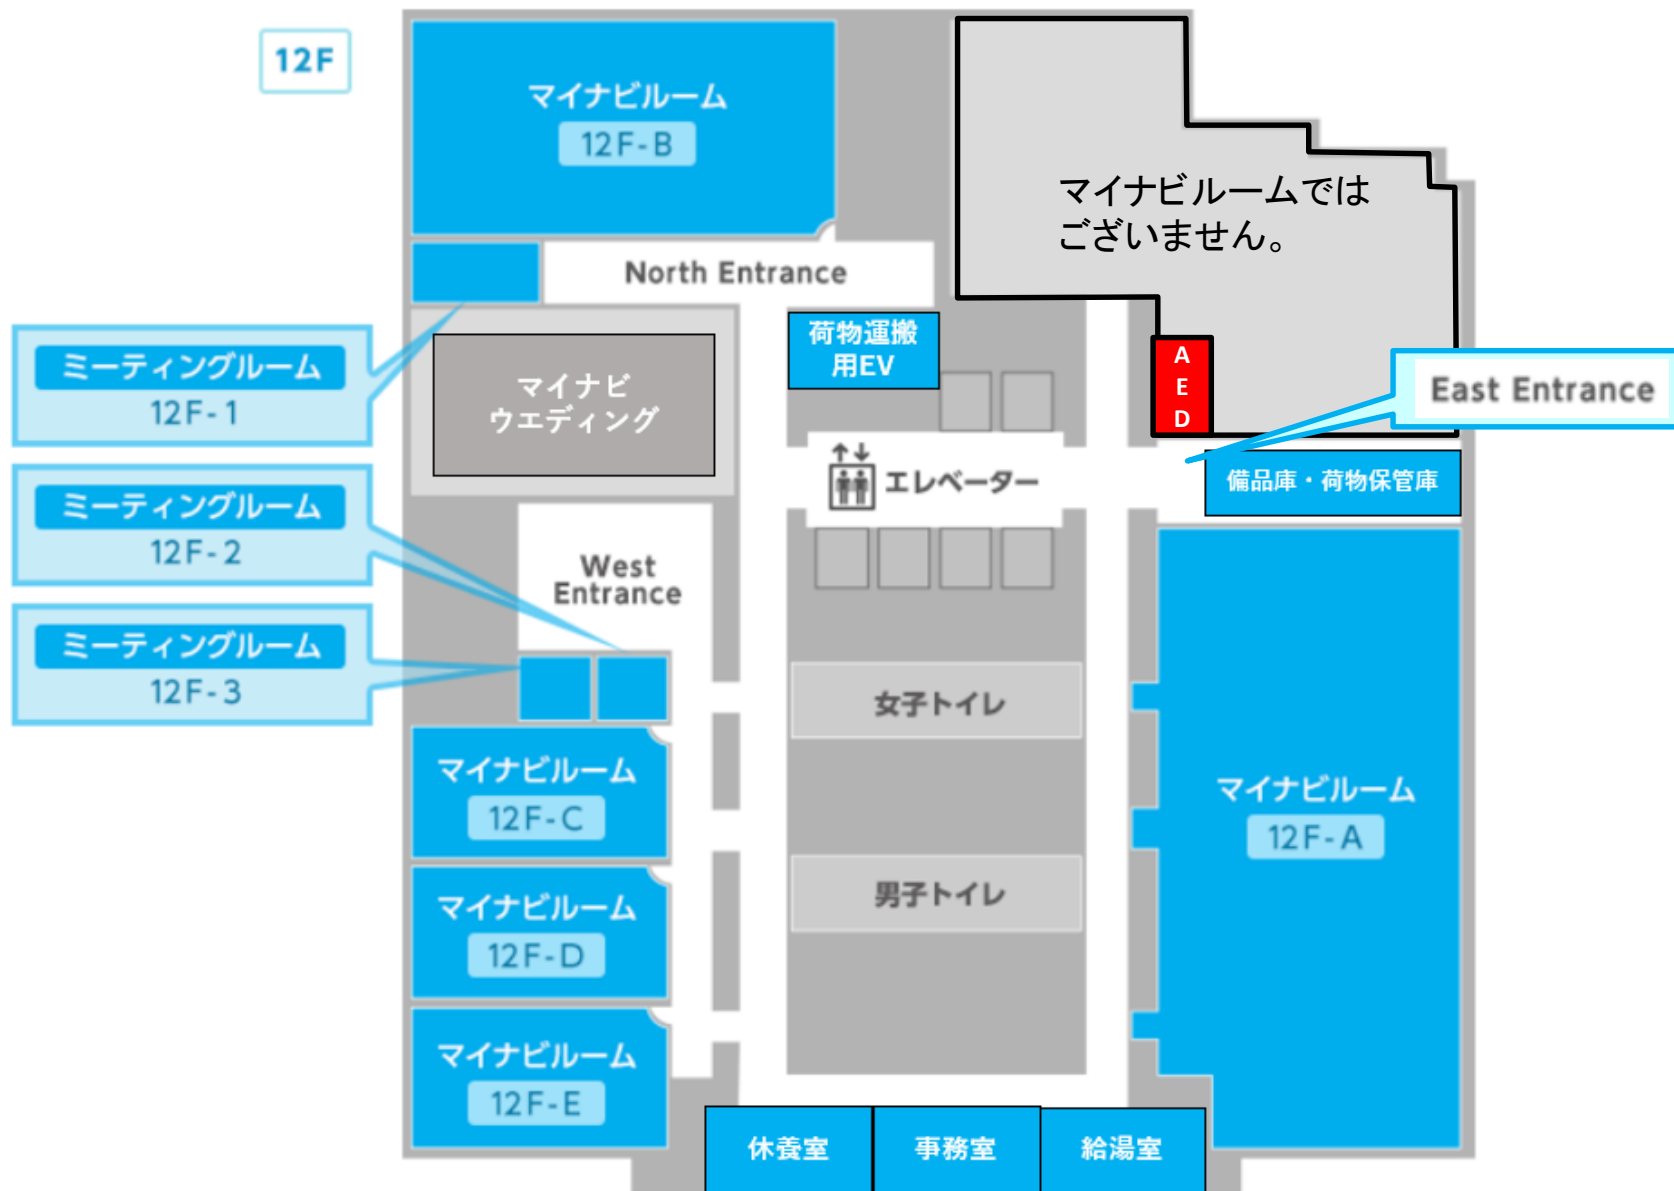 12F
マイナビルーム
12F-B
マイナビルームでは
ございません。
North Entrance
荷物運搬
用EV
ミーティングルーム
12F-1
マイナビ
ウエディング
A
E
D
East Entrance
ミーティングルーム
12F-2
エレベーター
備品庫・荷物保管庫
West
Entrance
ミーティングルーム
12F-3
女子トイレ
マイナビルーム
12F-C
マイナビルーム
12F-A
男子トイレ
マイナビルーム
12F-D
マイナビルーム
12F-E
休養室
事務室
給湯室